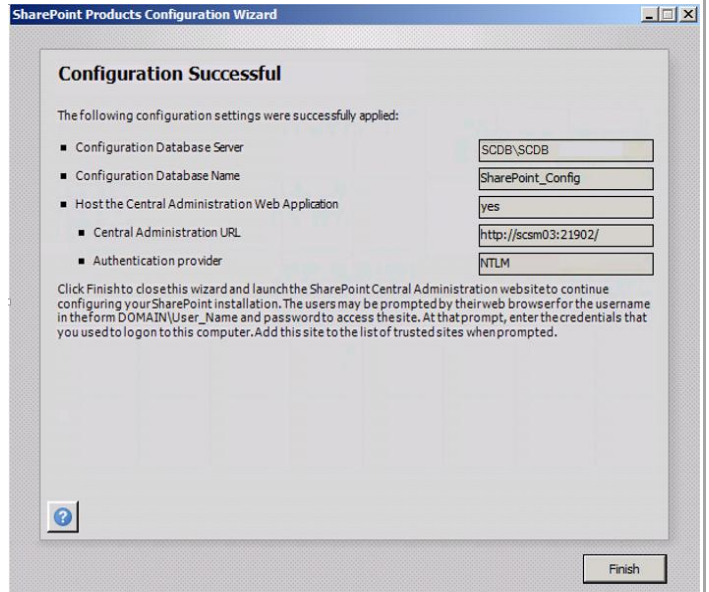 SharePoint Products Configuration Wizard
Configuration Successful
The following configuration settings were successfully applied:
Configuration Database Server SCDB\SCDB
Configuration Database Name SharePoint_Config
Host the Central Administration Web Application yes
Central Administration URL http://scsm03:21902/
Authentication provider NTLM
Click Finish to close this wizard and launch the SharePoint Central Administration website to continue
configuring your SharePoint installation. The users may be prompted by their web browser for the username
in the form DOMAIN\User_Name and password to access the site. At that prompt, enter the credentials that
you used to logon to this computer. Add this site to the list of trusted sites when prompted.
?
Finish